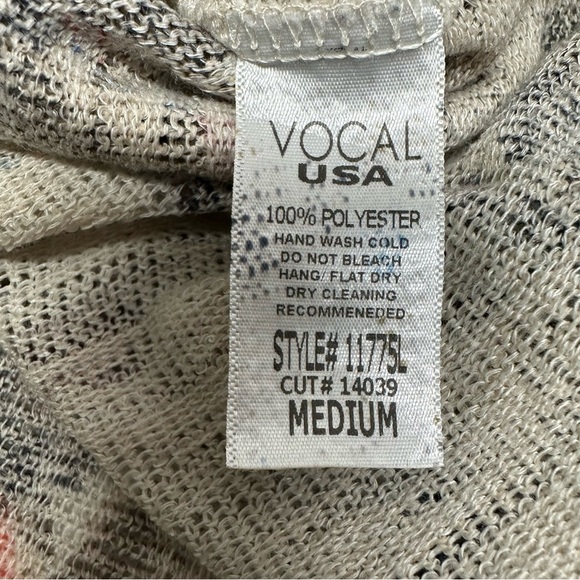 VOCAL
USA
100% POLYESTER
HAND WASH COLD
DO NOT BLEACH
HANG/ FLAT DRY
DRY CLEANING
RECOMMENEDED
STYLE# 11775L
CUT# 14039
MEDIUM